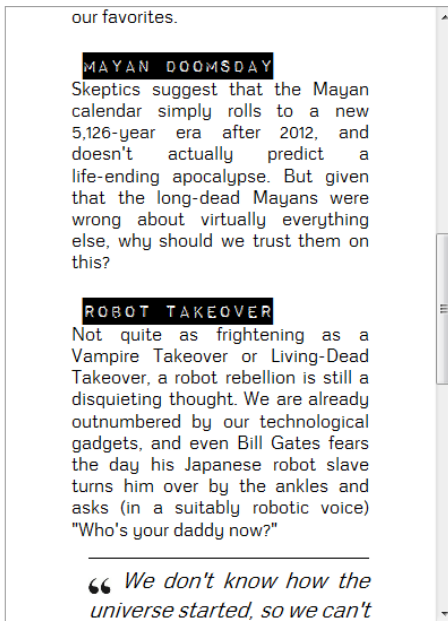 our favorites.
MAYAN DOOMSDAY
Skeptics suggest that the Mayan
calendar simply rolls to a new
5,126-year era after 2012, and
doesn't actually predict a
life-ending apocalypse. But given
that the long-dead Mayans were
wrong about virtually everything
else, why should we trust them on
this?
ROBOT TAKEOVER
Not quite as frightening as a
Vampire Takeover or Living-Dead
Takeover, a robot rebellion is still a
disquieting thought. We are already
outnumbered by our technological
gadgets, and even Bill Gates fears
the day his Japanese robot slave
turns him over by the ankles and
asks (in a suitably robotic voice)
"Who's your daddy now?"
“ We don't know how the
universe started, so we can't